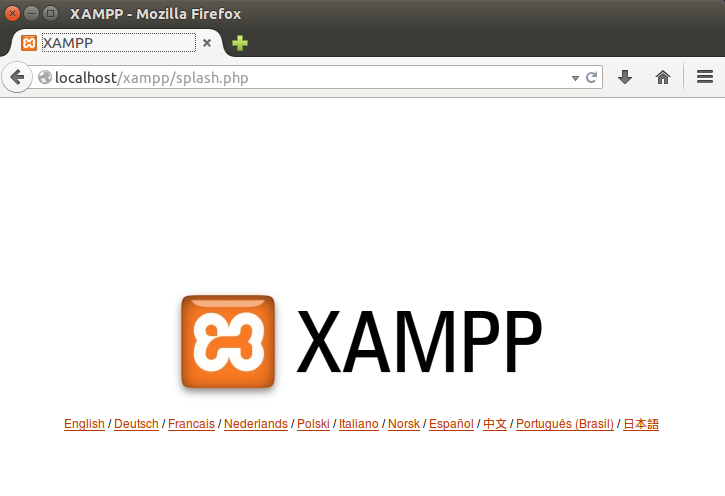 XAMPP - Mozilla Firefox
XAMPP
localhost/xampp/splash.php
XAMPP
English / Deutsch / Francais / Nederlands / Polski / Italiano / Norsk / Español / 中文 / Português (Brasil) / 日本語